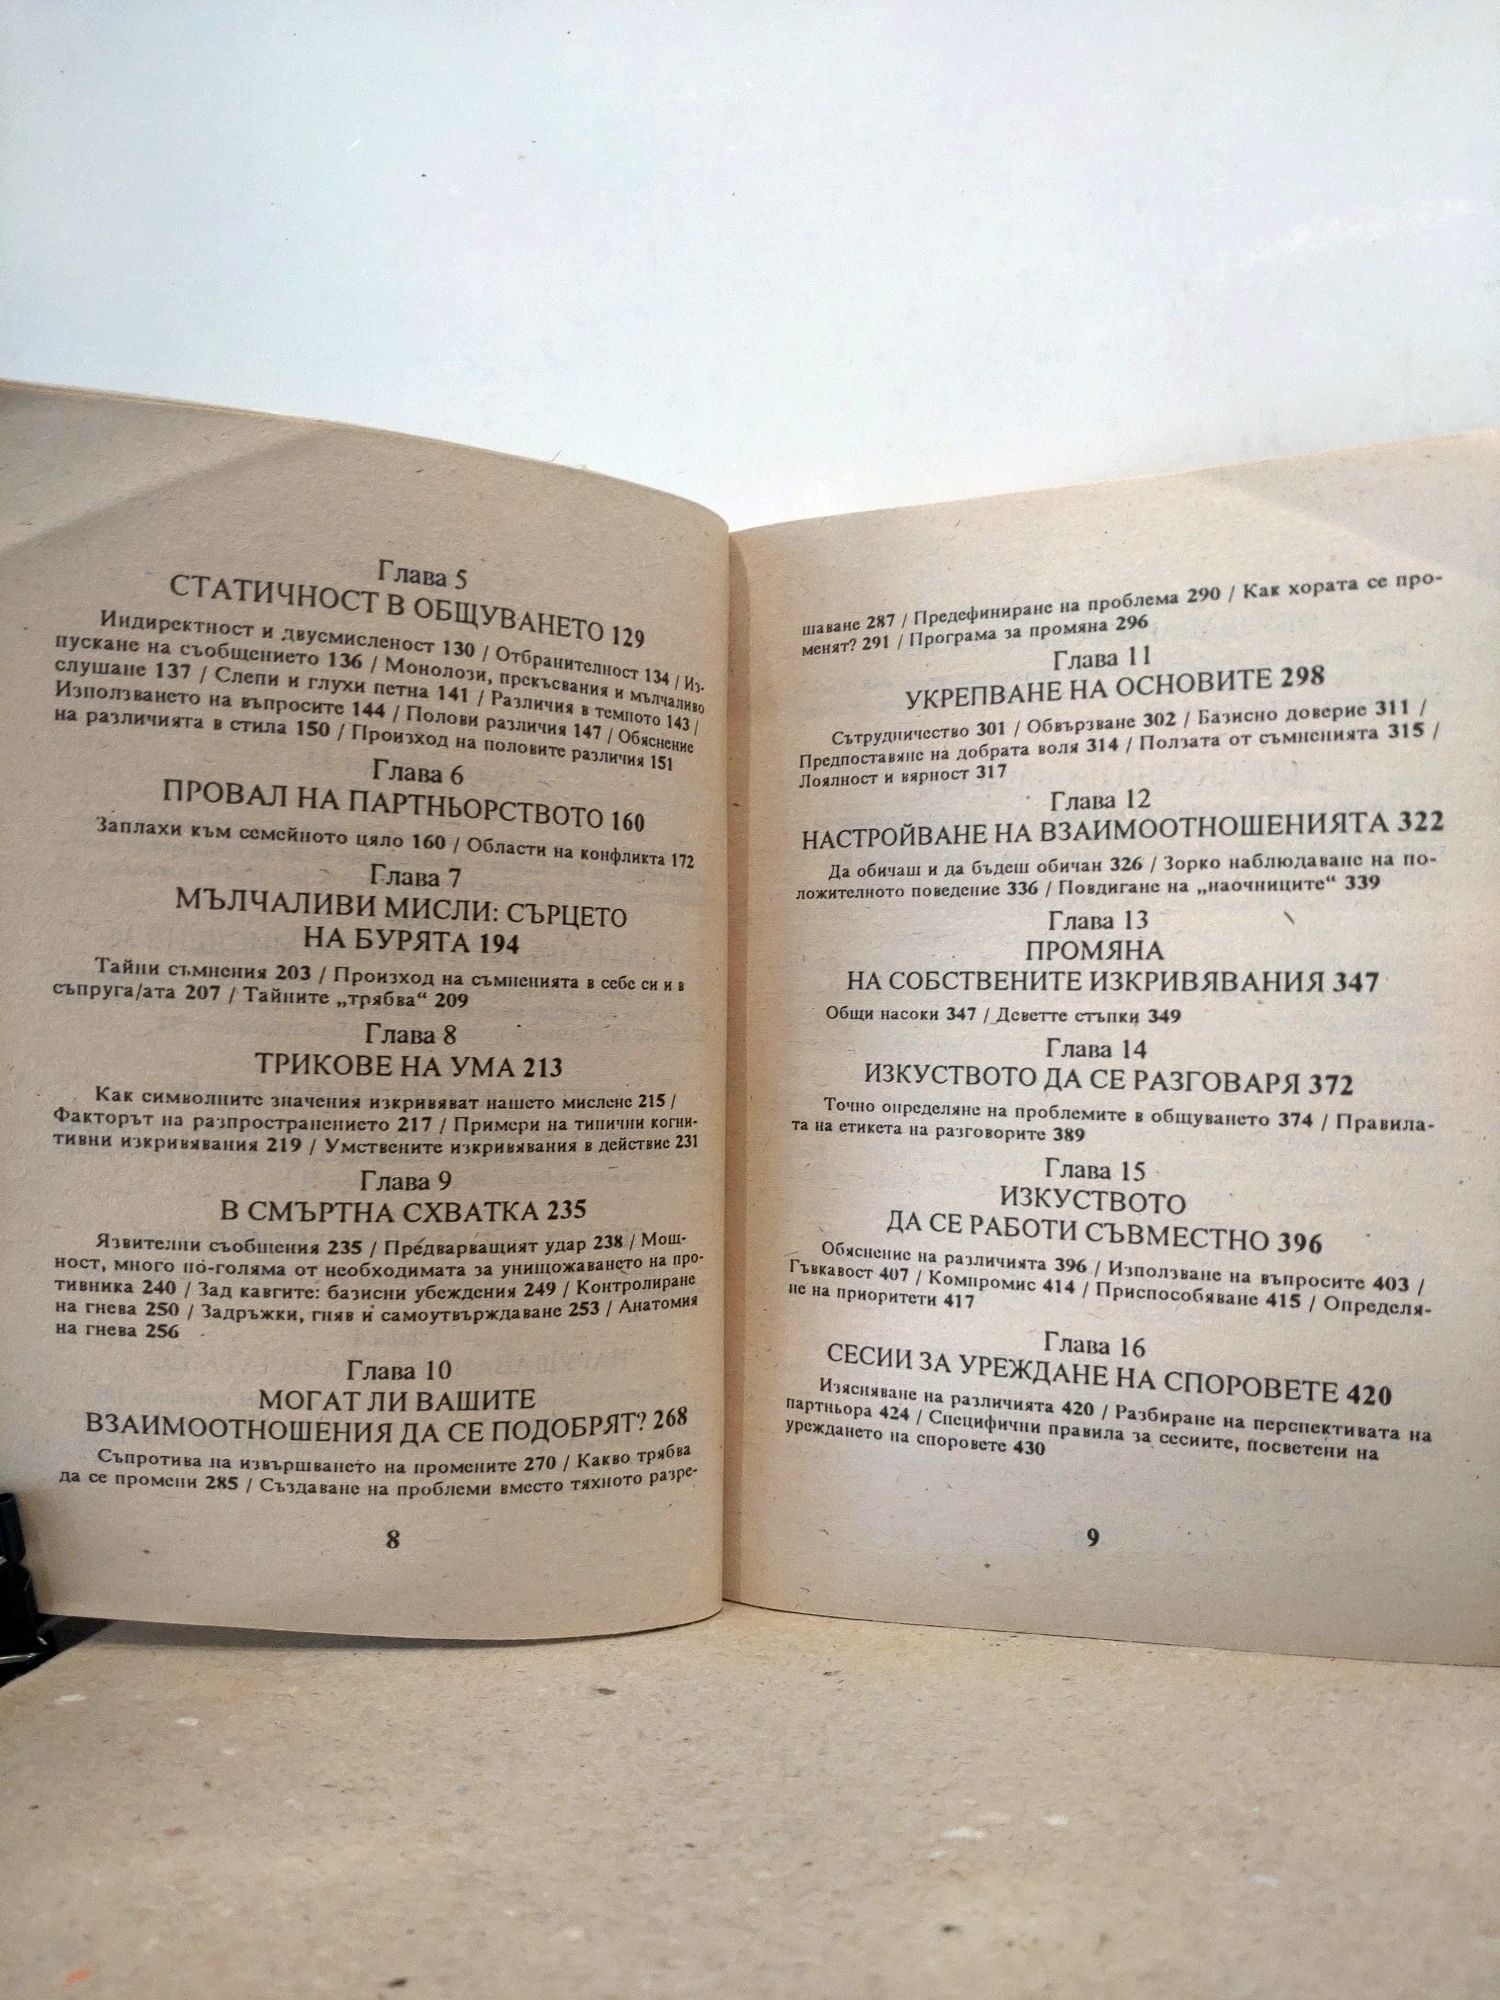 Глава 5
СТАТИЧНОСТ В ОБЩУВАНЕТО 129
Индиректност и двусмисленост 130 / Отбранителност 134 / Из-
пускане на съобщението 136 / Монолози, прекъсвания и мълчаливо
слушане 137 / Слепи и глухи петна 141 / Различия в темпото 143 /
Използването на въпросите 144 / Полови различия 147 / Обяснение
на различията в стила 150 / Произход на половите различия 151
Глава 6
ПРОВАЛ НА ПАРТНЬОРСТВОТО 160
Заплахи към семейното цяло 160 / Области на конфликта 172
Глава 7
МЪЛЧАЛИВИ МИСЛИ: СЪРЦЕТО
НА БУРЯТА 194
Тайни съмнения 203 / Произход на съмненията в себе си и в
съпруга/ата 207 / Тайните „трябва“ 209
Глава 8
ТРИКОВЕ НА УМА 213
Как символните значения изкривяват нашето мислене 215 /
Факторът на разпространението 217 / Примери на типични когни-
тивни изкривявания 219 / Умствените изкривявания в действие 231
Глава 9
В СМЪРТНА СХВАТКА 235
Язвителни съобщения 235 / Предварващият удар 238 / Мощ-
ност, много по-голяма от необходимата за унищожаването на про-
тивника 240 / Зад кавгите: базисни убеждения 249 / Контролиране
на гнева 250 / Задръжки, гняв и самоутвърждаване 253 / Анатомия
на гнева 256
Глава 10
МОГАТ ЛИ ВАШИТЕ
ВЗАИМООТНОШЕНИЯ ДА СЕ ПОДОБРЯТ? 268
Съпротива на извършването на промените 270 / Какво трябва
да се промени 285 / Създаване на проблеми вместо тяхното разре-
8
шаване 287 / Предефиниране на проблема 290 / Как хората се про-
менят? 291 / Програма за промяна 296
Глава 11
УКРЕПВАНЕ НА ОСНОВИТЕ 298
Сътрудничество 301 / Обвързване 302 / Базисно доверие 311 /
Предпоставяне на добрата воля 314 / Ползата от съмненията 315 /
Лоялност и вярност 317
Глава 12
НАСТРОЙВАНЕ НА ВЗАИМООТНОШЕНИЯТА 322
Да обичаш и да бъдеш обичан 326 / Зорко наблюдаване на по-
ложителното поведение 336 / Повдигане на „наочниците“ 339
Глава 13
ПРОМЯНА
НА СОБСТВЕНИТЕ ИЗКРИВЯВАНИЯ 347
Общи насоки 347 / Деветте стъпки 349
Глава 14
ИЗКУСТВОТО ДА СЕ РАЗГОВАРЯ 372
Точно определяне на проблемите в общуването 374 / Правила-
та на етикета на разговорите 389
Глава 15
ИЗКУСТВОТО
ДА СЕ РАБОТИ СЪВМЕСТНО 396
Обяснение на различията 396 / Използване на въпросите 403 /
Гъвкавост 407 / Компромис 414 / Приспособяване 415 / Определя-
не на приоритети 417
Глава 16
СЕСИИ ЗА УРЕЖДАНЕ НА СПОРОВЕТЕ 420
Изясняване на различията 420 / Разбиране на перспективата на
партньора 424 / Специфични правила за сесиите, посветени на
уреждането на споровете 430
9